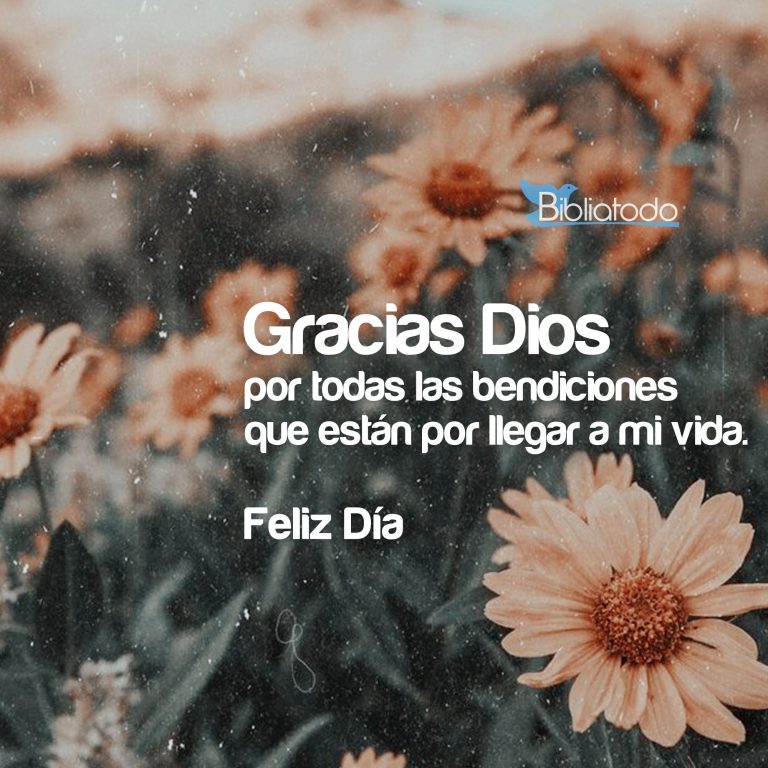 Bibliatodo
Gracias Dios
por todas las bendiciones
que están por llegar a mi vida.
Feliz Día